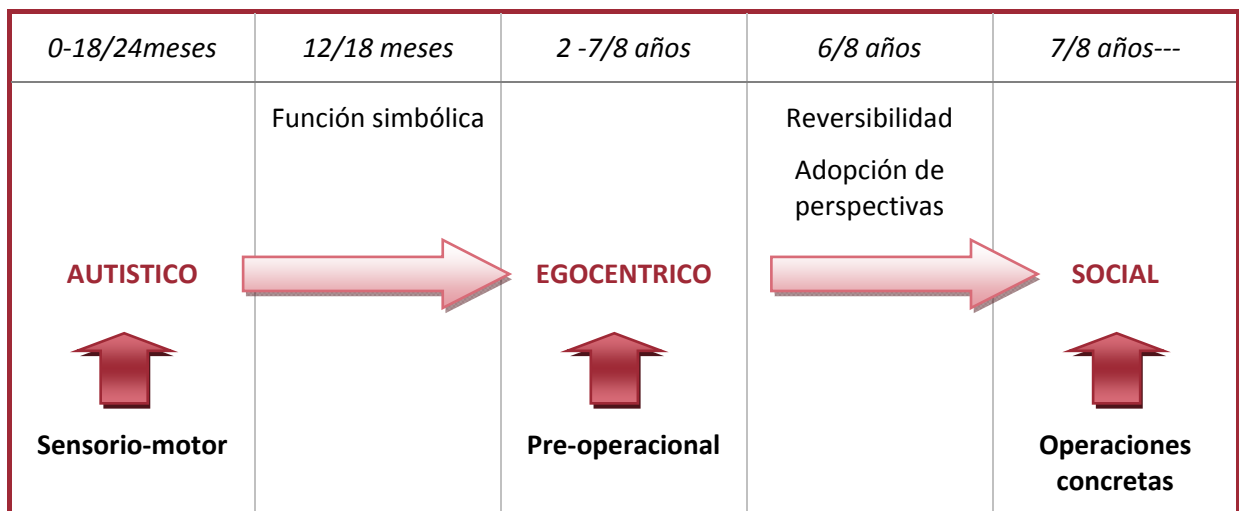 0-18/24meses
12/18 meses
2 -7/8 años
6/8 años
7/8 años---
Función simbólica
Reversibilidad
Adopción de
perspectivas
AUTISTICO
EGOCENTRICO
SOCIAL
Sensorio-motor
Pre-operacional
Operaciones
concretas